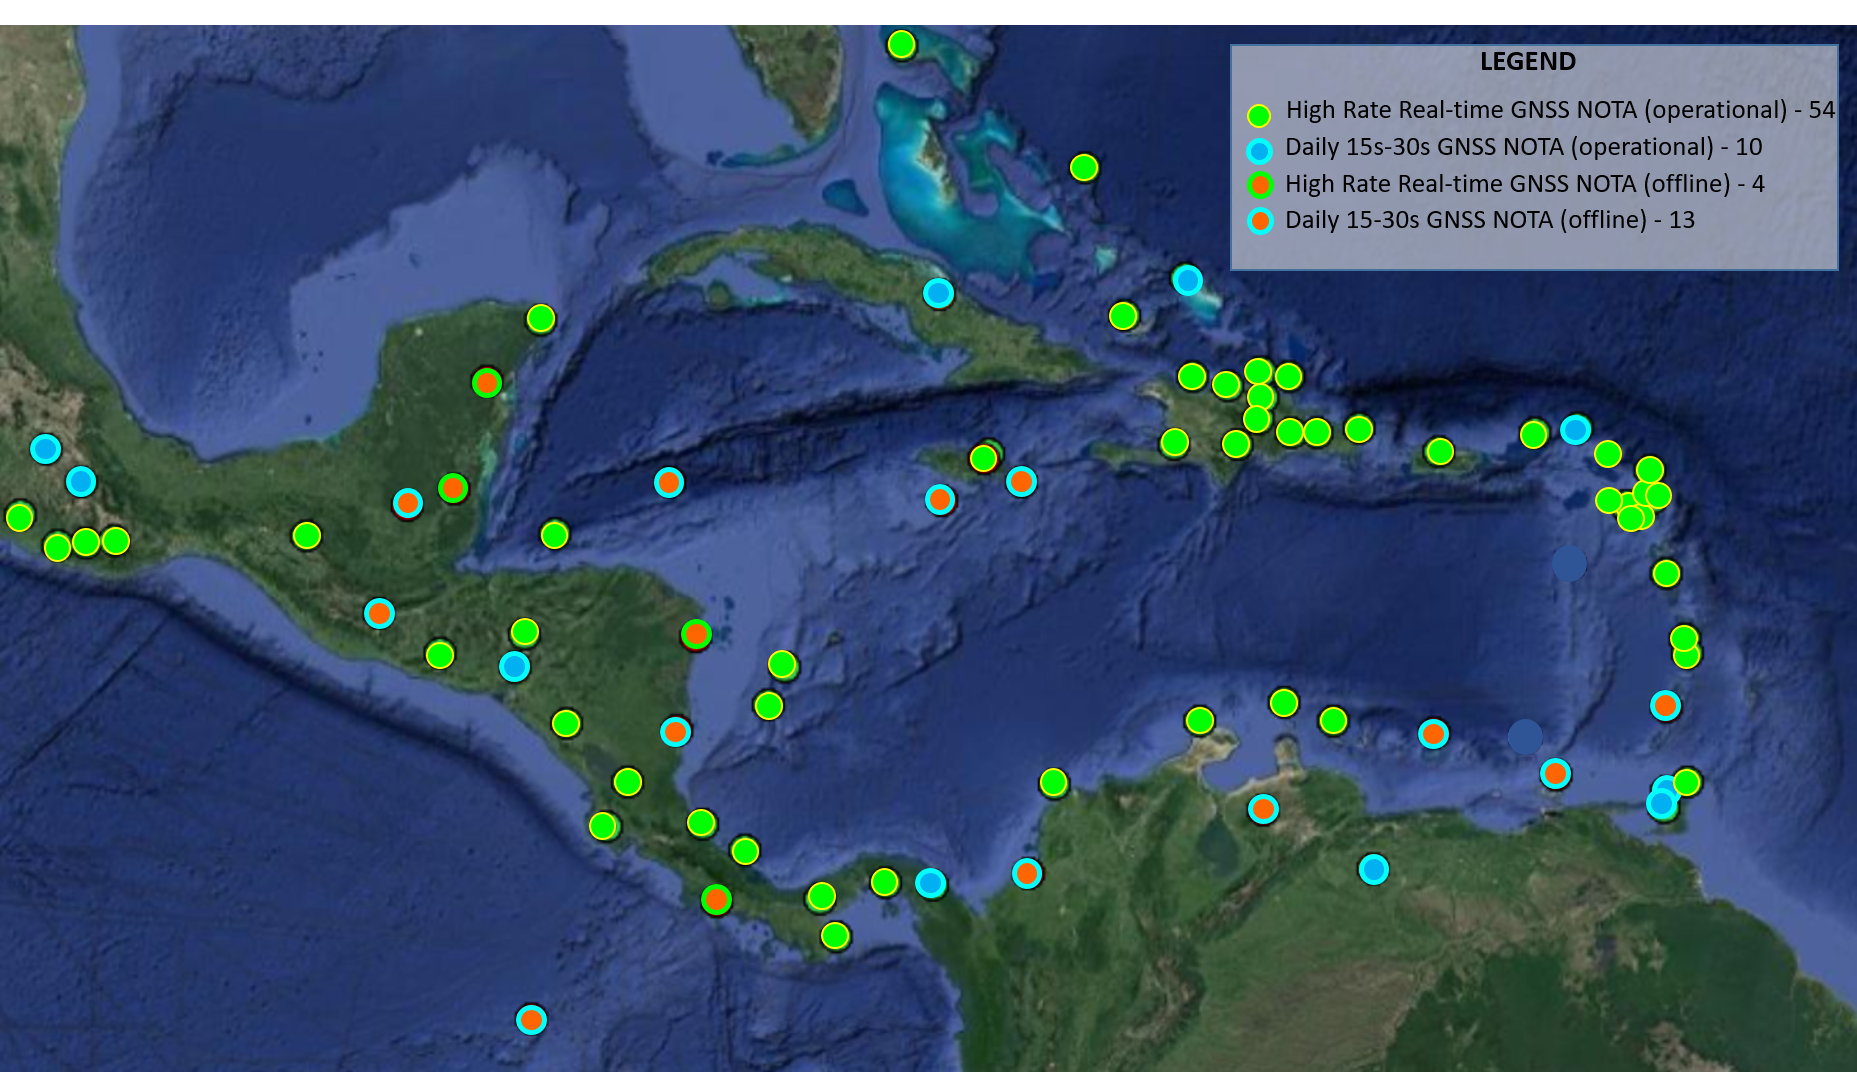 LEGEND
High Rate Real-time GNSS NOTA (operational) - 54
Daily 15s-30s GNSS NOTA (operational) - 10
High Rate Real-time GNSS NOTA (offline) - 4
Daily 15-30s GNSS NOTA (offline) - 13